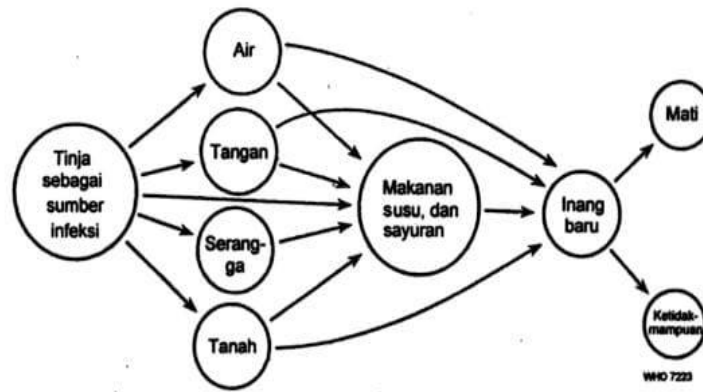 Air
Tinja
sebagai
sumber
infeksi
Tangan
Serang-
ga
Tanah
Makanan
susu, dan
sayuran
Inang
baru
Mati
Ketidak-
mampuan
WHO 7223